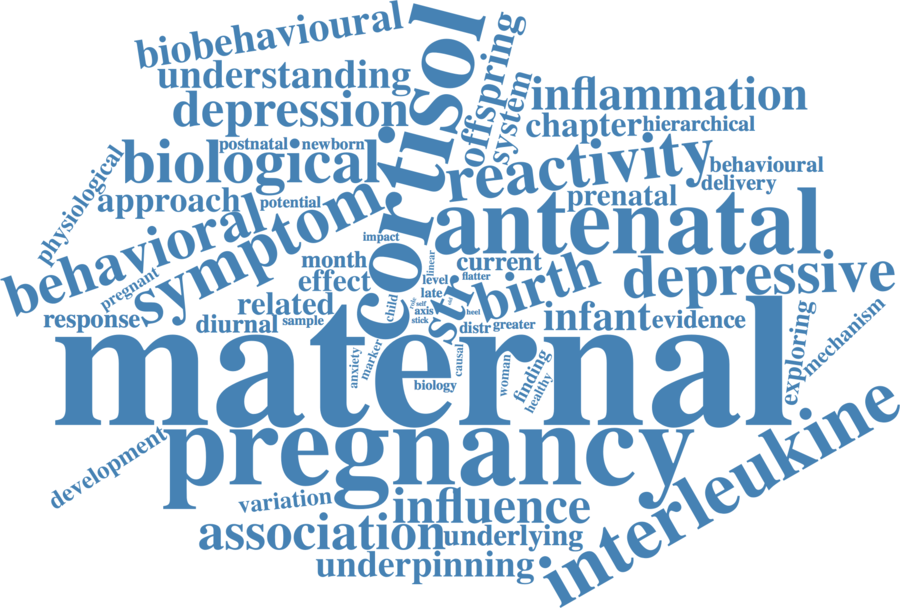 biobehavioural
cortisol
offspring
understanding
system
inflammation
depression
chapter
hierarchical
postnatal
newborn
biological
reactivity
behavioural
physiological
delivery
approach
potential
prenatal
symptom
antenatal
behavioral
impact
linear
month
current
depressive
effect
level
flatter
birth
pregnant
late
related
child
self
str
axis
heel
infant
evidence
exploring
mechanism
response
diurnal
sample
stick
distr
greater
maternal
marker
anxiety
causal
woman
finding
healthy
biology
interleukine
pregnancy
development
variation
influence
association
underlying
underpinning